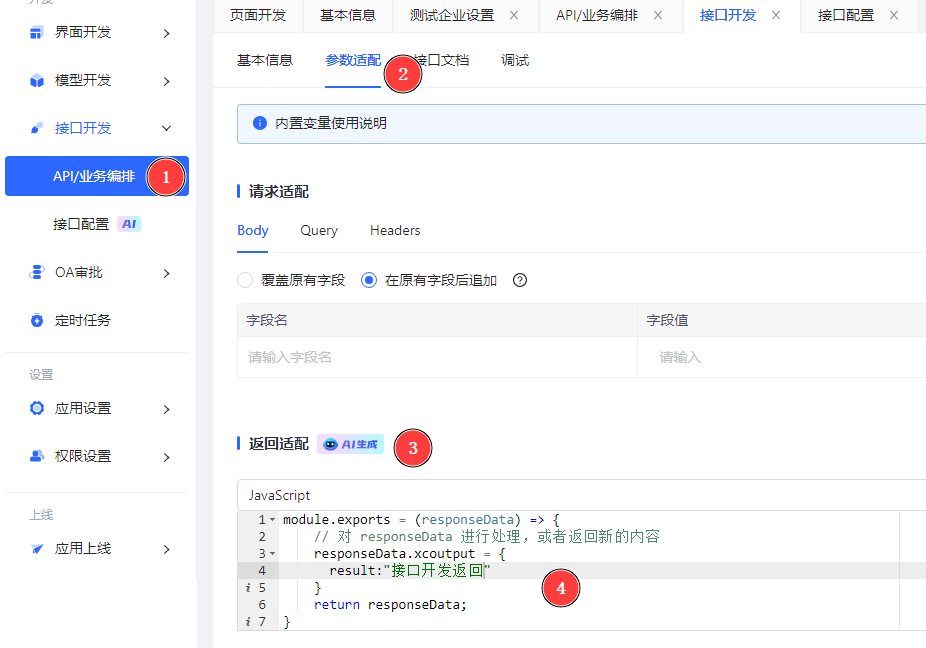 开发
界面开发
模型开发
接口开发
API/业务编排
1
接口配置 AI
OA审批
定时任务
设置
应用设置
权限设置
上线
应用上线
页面开发 基本信息 测试企业设置 × API/业务编排 × 接口开发 × 接口配置 ×
基本信息 参数适配 接口文档 调试
2
内置变量使用说明
请求适配
Body Query Headers
覆盖原有字段 在原有字段后追加 ?
字段名 字段值
请输入字段名 请输入
返回适配 AI生成 3
JavaScript
1 module.exports = (responseData) => {
2 // 对 responseData 进行处理，或者返回新的内容
3 responseData.xcoutput = {
4 result:"接口开发返回"
4
i 5 }
6 return responseData;
i 7 }